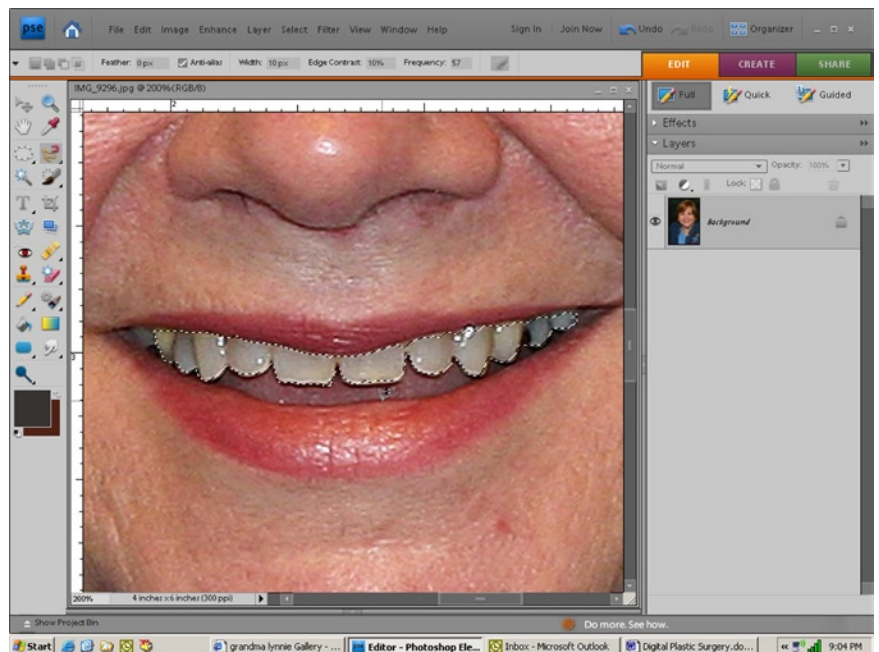 pse File Edit Image Enhance Layer Select Filter View Window Help Sign In Join Now Undo Redo Organizer
Feather: 0 px Anti-alias Width: 10 px Edge Contrast: 10% Frequency: 57 EDIT CREATE SHARE
IMG_9296.jpg @ 200%(RGB/8)
Full Quick Guided
Effects
Layers
Normal Opacity: 100%
Lock:
Background
2
3
200% 4 inches x 6 inches (300 ppi)
Show Project Bin Do more. See how.
Start grandma lynnie Gallery - ... Editor - Photoshop Ele... Inbox - Microsoft Outlook Digital Plastic Surgery.do... 9:04 PM